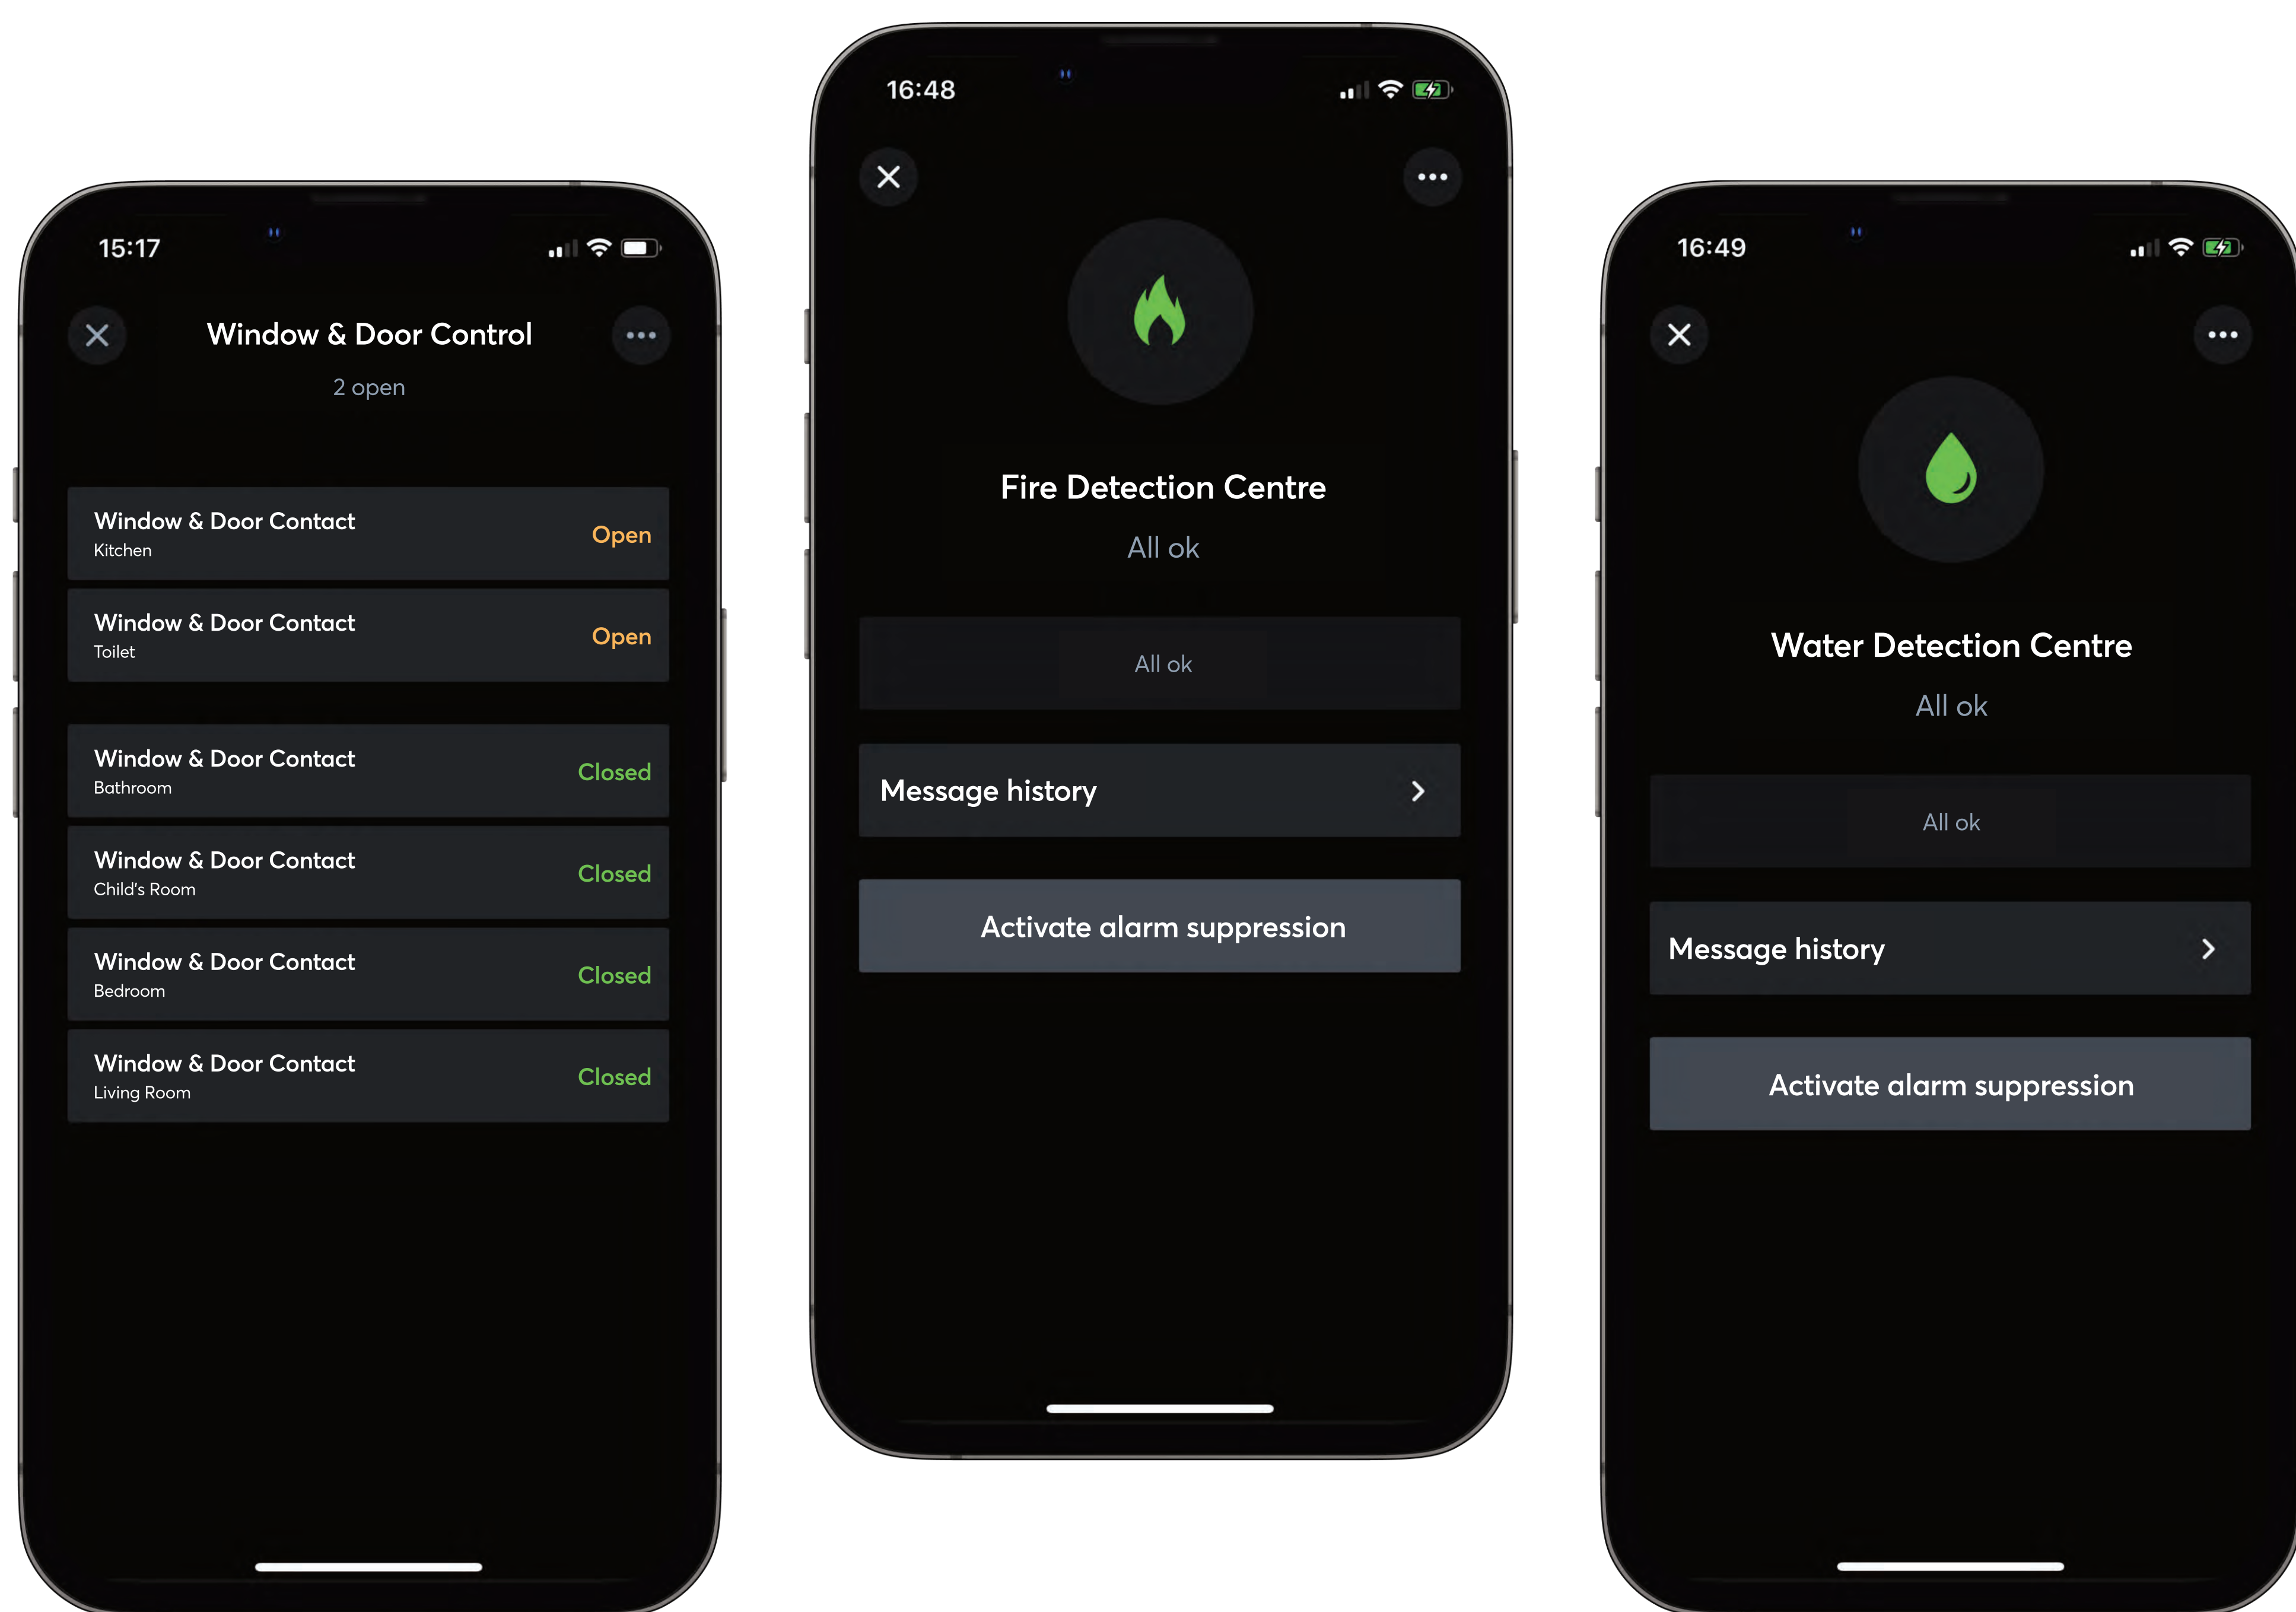 15:17
Window & Door Control
2 open
Window & Door Contact
Kitchen
Open
Window & Door Contact
Toilet
Open
Window & Door Contact
Bathroom
Closed
Window & Door Contact
Child's Room
Closed
Window & Door Contact
Bedroom
Closed
Window & Door Contact
Living Room
Closed
16:48
Fire Detection Centre
All ok
All ok
Message history
Activate alarm suppression
16:49
Water Detection Centre
All ok
All ok
Message history
Activate alarm suppression